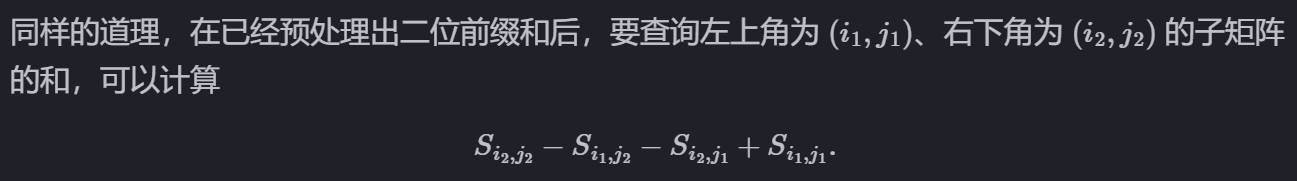 同样的道理，在已经预处理出二位前缀和后，要查询左上角为 (i₁, j₁)、右下角为 (i₂, j₂) 的子矩阵
的和，可以计算
S_{i₂,j₂} − S_{i₁,j₂} − S_{i₂,j₁} + S_{i₁,j₁}.